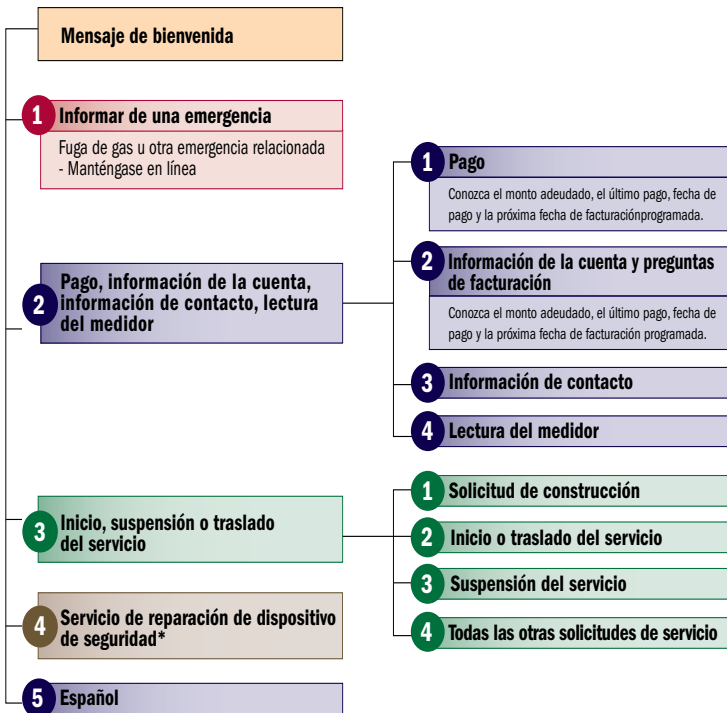 Mensaje de bienvenida
1 Informar de una emergencia
Fuga de gas u otra emergencia relacionada
- Manténgase en línea
2 Pago, información de la cuenta,
información de contacto, lectura
del medidor
1 Pago
Conozca el monto adeudado, el último pago, fecha de
pago y la próxima fecha de facturaciónprogramada.
2 Información de la cuenta y preguntas
de facturación
Conozca el monto adeudado, el último pago, fecha de
pago y la próxima fecha de facturación programada.
3 Información de contacto
4 Lectura del medidor
3 Inicio, suspensión o traslado
del servicio
1 Solicitud de construcción
2 Inicio o traslado del servicio
3 Suspensión del servicio
4 Todas las otras solicitudes de servicio
4 Servicio de reparación de dispositivo
de seguridad*
5 Español